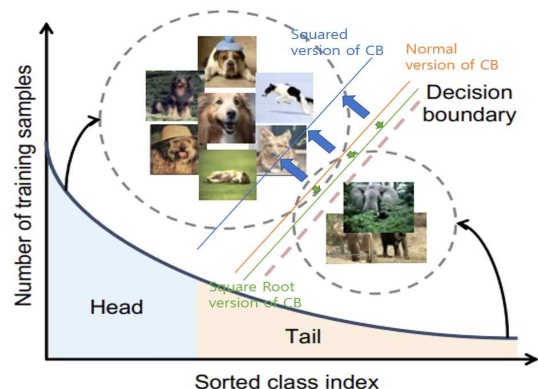 Squared
version of CB
Normal
version of CB
Decision
boundary
Number of training samples
Square Root
version of CB
Head
Tail
Sorted class index